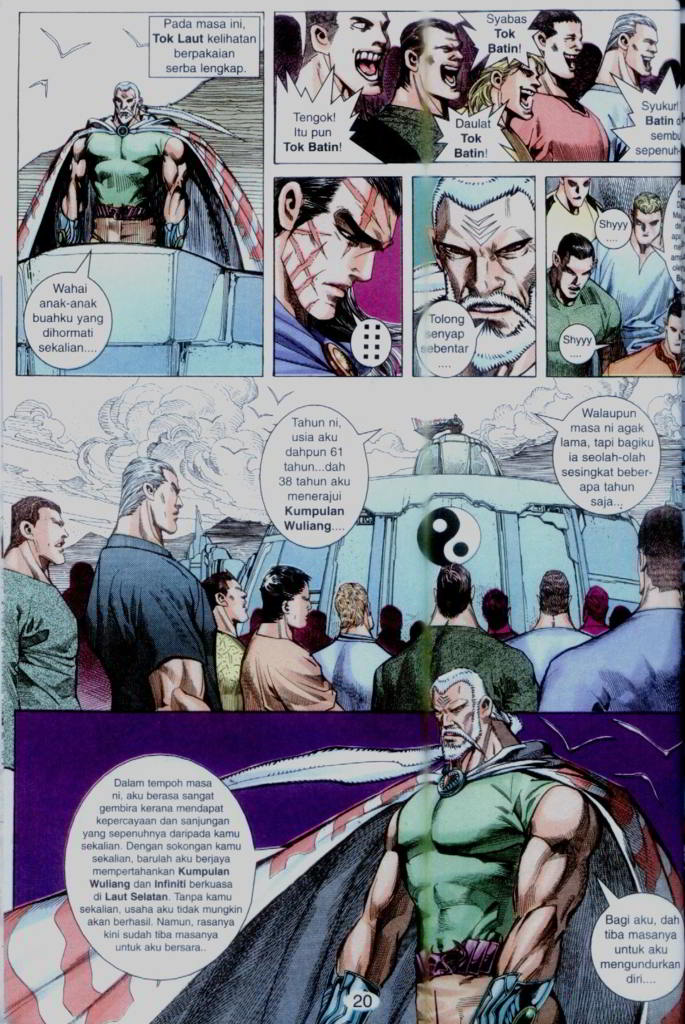 Pada masa ini,
Tok Laut kelihatan
berpakaian
serba lengkap.
Wahai
anak-anak
buahku yang
dihormati
sekalian....
Tengok!
Itu pun
Tok Batin!
Syabas
Tok
Batin!
Daulat
Tok
Batin!
Syukur!
Batin
sembu
sepenuh-
Tolong
senyap
sebentar
....
Shyyy
....
Shyyy
....
Tahun ni,
usia aku
dahpun 61
tahun...dah
38 tahun aku
menerajui
Kumpulan
Wuliang....
Walaupun
masa ni agak
lama, tapi bagiku
ia seolah-olah
sesingkat beber-
apa tahun
saja...
Dalam tempoh masa
ni, aku berasa sangat
gembira kerana mendapat
kepercayaan dan sanjungan
yang sepenuhnya daripada kamu
sekalian. Dengan sokongan kamu
sekalian, barulah aku berjaya
mempertahankan Kumpulan
Wuliang dan Infiniti berkuasa
di Laut Selatan. Tanpa kamu
sekalian, usaha aku tidak mungkin
akan berhasil. Namun, rasanya
kini sudah tiba masanya
untuk aku bersara..
Bagi aku, dah
tiba masanya
untuk aku
mengundurkan
diri....
20